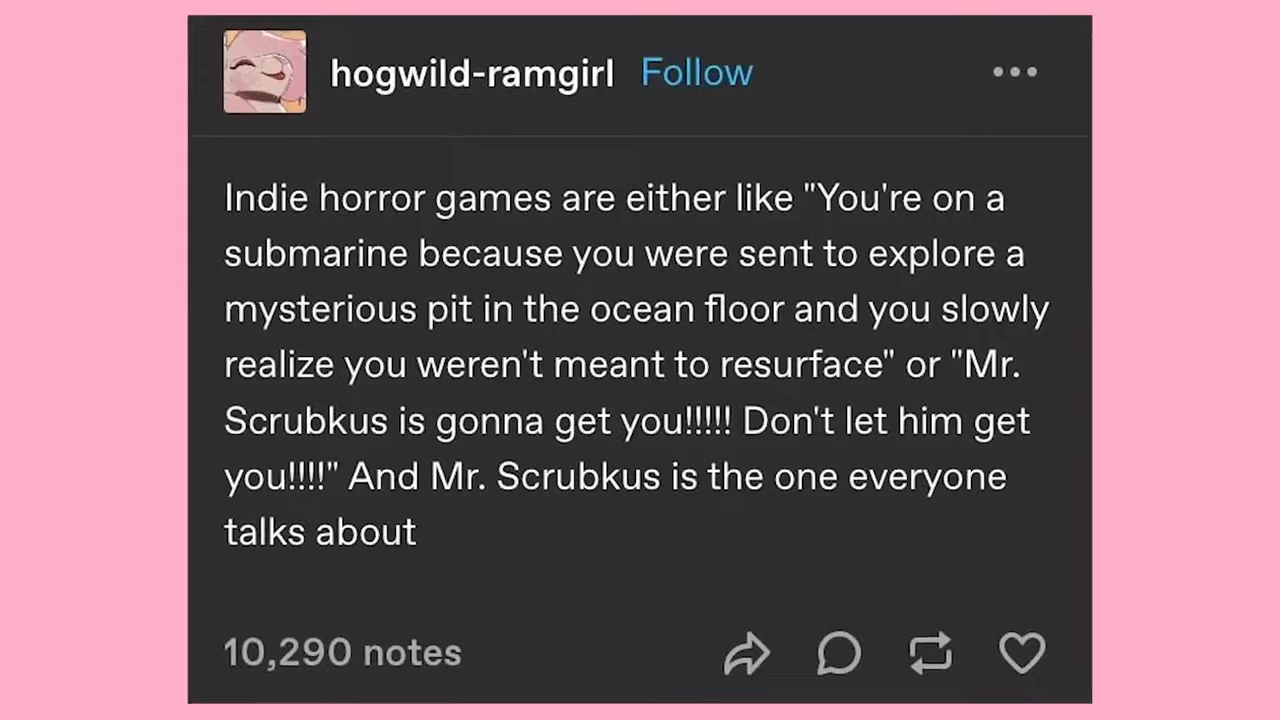 hogwild-ramgirl Follow
Indie horror games are either like "You're on a
submarine because you were sent to explore a
mysterious pit in the ocean floor and you slowly
realize you weren't meant to resurface" or "Mr.
Scrubkus is gonna get you!!!!! Don't let him get
you!!!!" And Mr. Scrubkus is the one everyone
talks about
10,290 notes